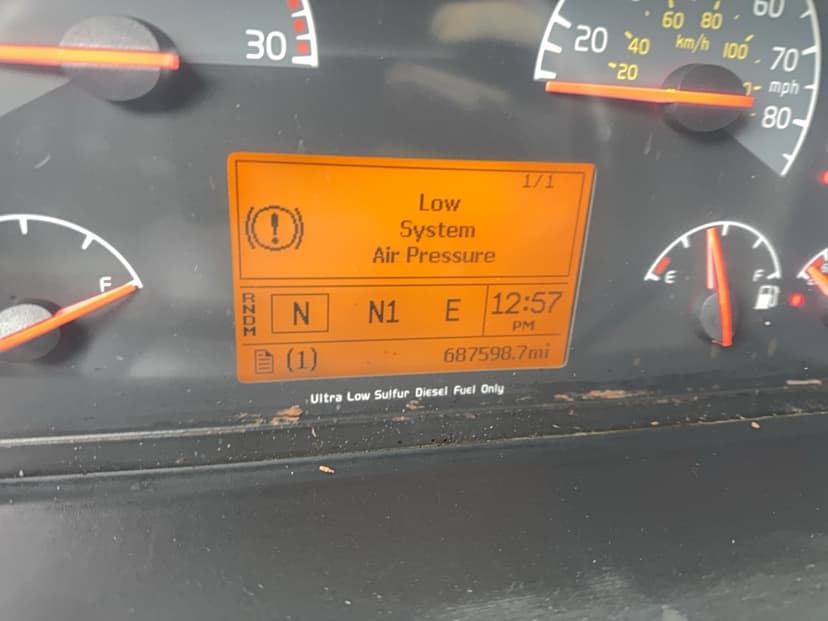 30
20
60 80
60
40
km/h
100
70
20
mph
80
1/1
Low
System
Air Pressure
F
E
F
RNDM
N
N1
E
12:57
PM
(1)
687598.7mi
Ultra Low Sulfur Diesel Fuel Only